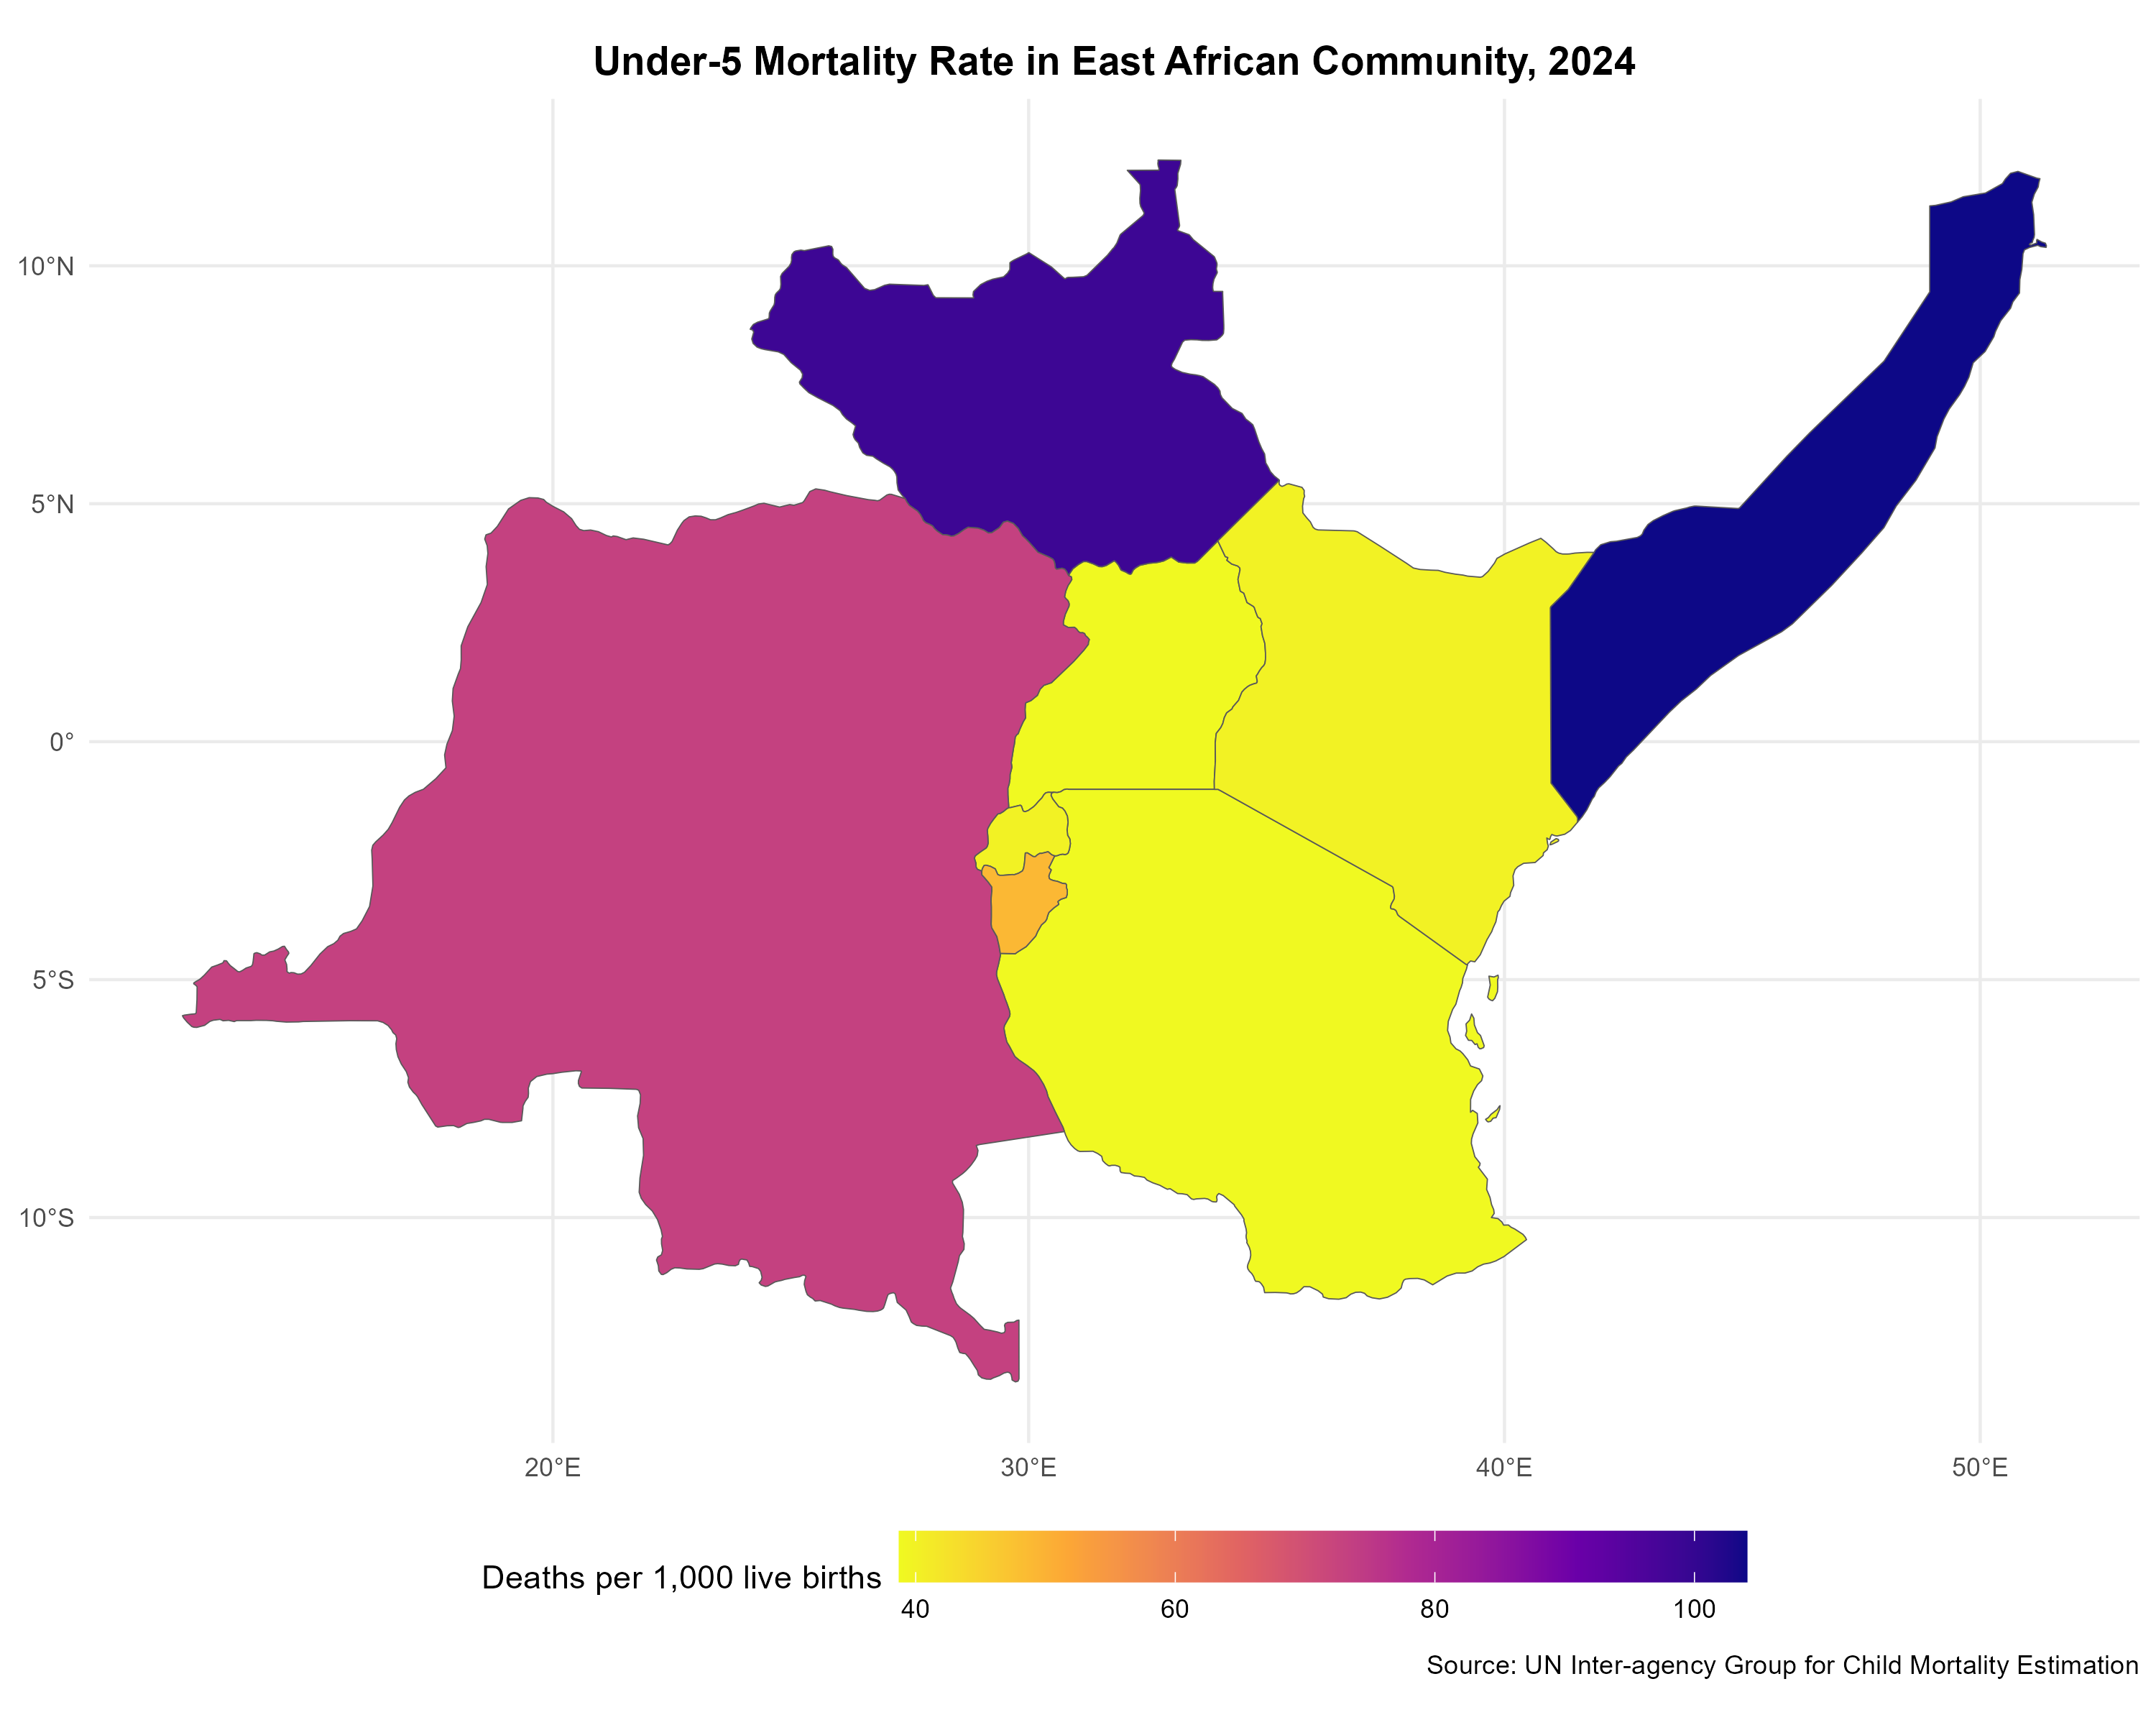 Under-5 Mortality Rate in East African Community, 2024
10°N
5°N
0°
5°S
10°S
20°E 30°E 40°E 50°E
Deaths per 1,000 live births
40 60 80 100
Source: UN Inter-agency Group for Child Mortality Estimation